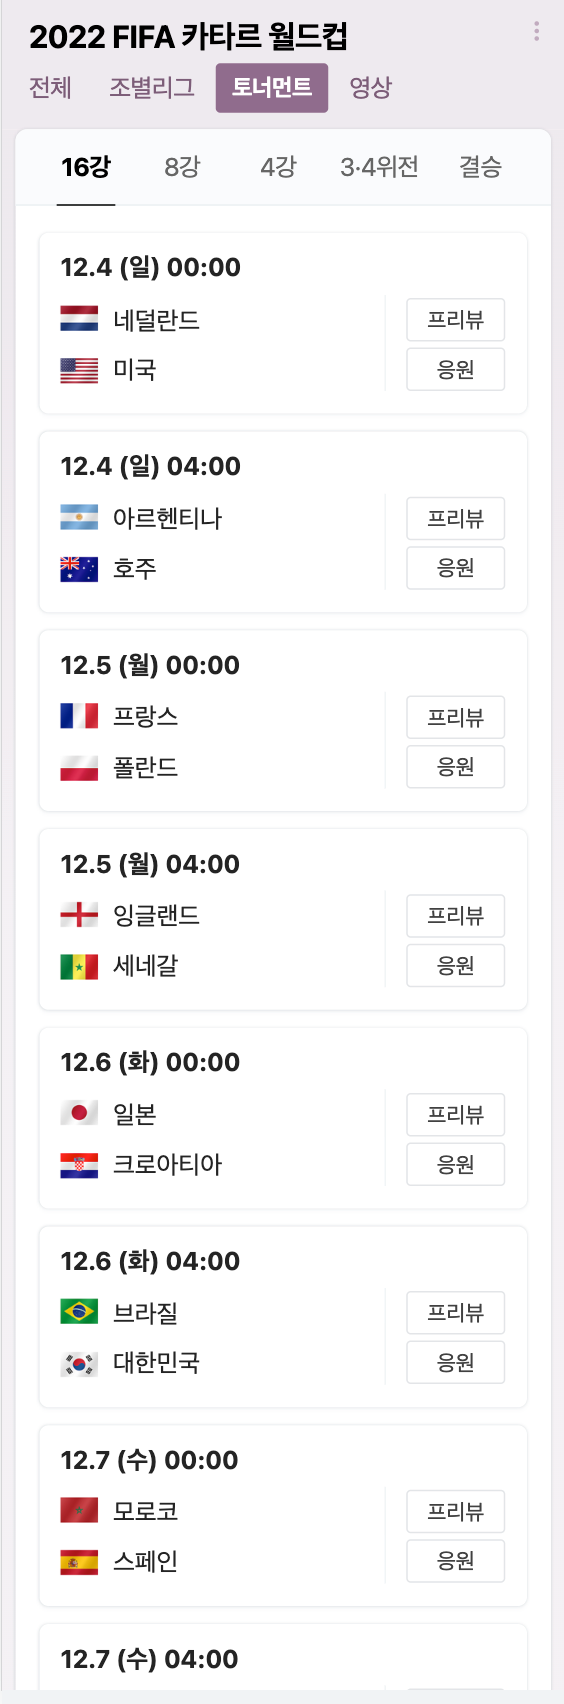 2022 FIFA 카타르 월드컵
전체 조별리그 토너먼트 영상
16강 8강 4강 3·4위전 결승
12.4 (일) 00:00
네덜란드 프리뷰
미국 응원
12.4 (일) 04:00
아르헨티나 프리뷰
호주 응원
12.5 (월) 00:00
프랑스 프리뷰
폴란드 응원
12.5 (월) 04:00
잉글랜드 프리뷰
세네갈 응원
12.6 (화) 00:00
일본 프리뷰
크로아티아 응원
12.6 (화) 04:00
브라질 프리뷰
대한민국 응원
12.7 (수) 00:00
모로코 프리뷰
스페인 응원
12.7 (수) 04:00